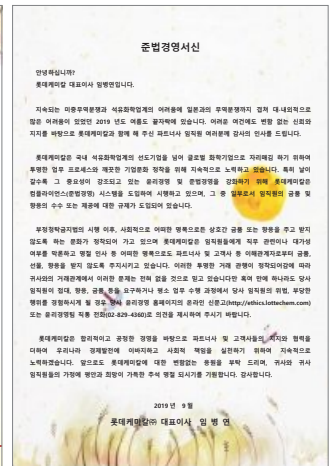 준법경영서신
안녕하십니까?
롯데케미칼 대표이사 임병연입니다.
지속되는 미중무역분쟁과 석유화학업계의 어려움에 일본과의 무역분쟁까지 겹쳐 대·내외적으로
많은 어려움이 있었던 2019 년도 여름도 끝자락에 있습니다. 어려운 여건에도 변함 없는 신뢰와
지지를 바탕으로 롯데케미칼과 함께 해 주신 파트너사 임직원 여러분께 감사의 인사를 드립니다.
롯데케미칼은 국내 석유화학업계의 선도기업을 넘어 글로벌 화학기업으로 자리매김 하기 위하여
투명한 업무 프로세스와 깨끗한 기업문화 정착을 위해 지속적으로 노력하고 있습니다. 특히 날이
갈수록 그 중요성이 강조되고 있는 윤리경영 및 준법경영을 강화하기 위해 롯데케미칼은
컴플라이언스(준법경영) 시스템을 도입하여 시행하고 있으며, 그 중 일부로서 임직원의 금품 및
향응의 수수 또는 제공에 대한 규제가 도입되어 있습니다.
부정청탁금지법의 시행 이후, 사회적으로 어떠한 명목으로든 상호간 금품 또는 향응을 주고 받지
않도록 하는 문화가 정착되어 가고 있으며 롯데케미칼은 임직원들에게 직무 관련이나 대가성
여부를 막론하고 명절 인사 등 어떠한 명목으로도 파트너사 및 고객사 등 이해관계자로부터 금품,
선물, 향응을 받지 않도록 주지시키고 있습니다. 이러한 투명한 거래 관행이 정착되어감에 따라
귀사와의 거래관계에서 이러한 문제는 전혀 없을 것으로 믿고 있습니다만 혹여 만에 하나라도 당사
임직원이 접대, 향응, 금품 등을 요구하거나 평소 업무 수행 과정에서 당사 임직원의 위법, 부당한
행위를 경험하시게 될 경우 당사 윤리경영 홈페이지의 온라인 신문고(http://ethics.lottechem.com)
또는 윤리경영팀 직통 전화(02-829-4360)로 의견을 제시하여 주시기 바랍니다.
롯데케미칼은 합리적이고 공정한 경영을 바탕으로 파트너사 및 고객사들의 지지와 협력을
더하여 우리나라 경제발전에 이바지하고 사회적 책임을 실천하기 위하여 지속적으로
노력하겠습니다. 앞으로도 롯데케미칼에 대한 변함없는 응원을 부탁 드리며, 귀사와 귀사
임직원들의 가정에 평안과 희망이 가득한 추석 명절 되시기를 기원합니다. 감사합니다.
2019 년 9 월
롯데케미칼㈜ 대표이사 임 병 연